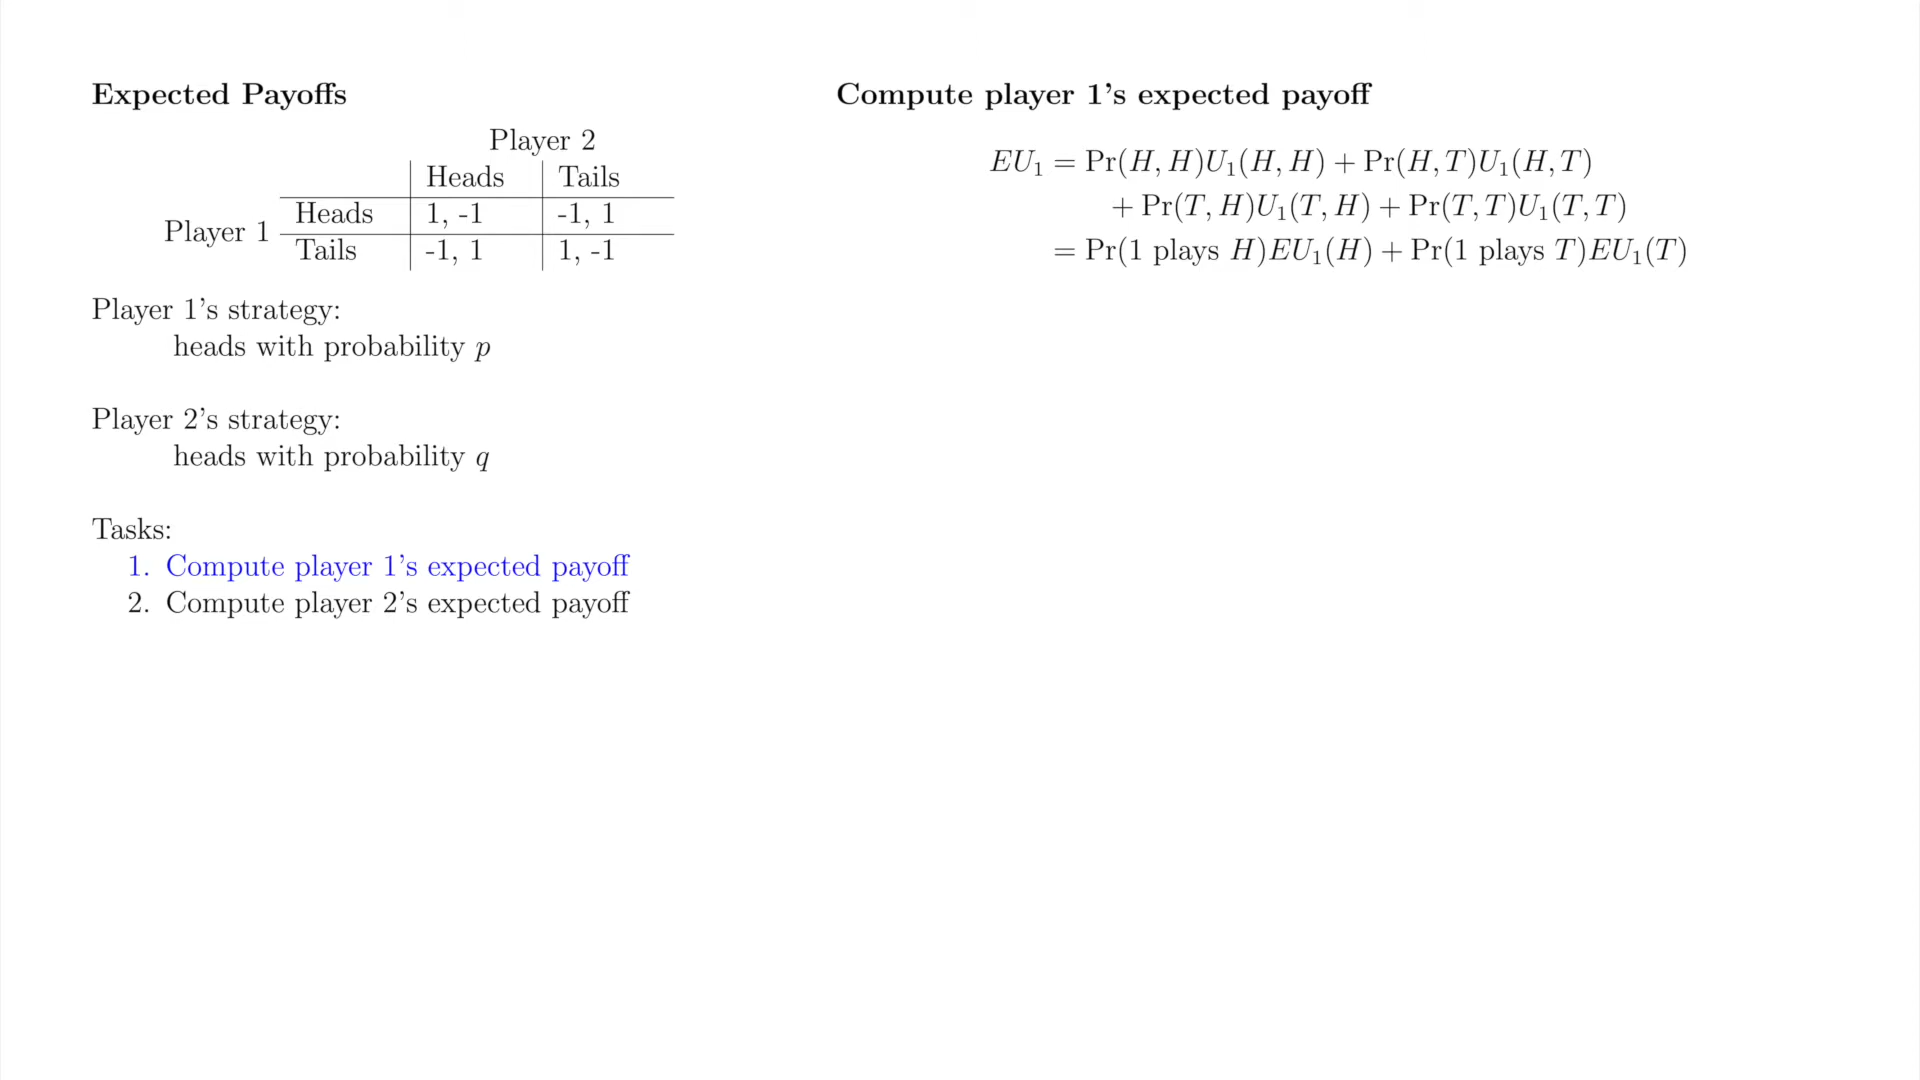 Expected Payoffs
Player 2
Heads Tails
Player 1
Heads 1, -1 -1, 1
Tails -1, 1 1, -1
Player 1's strategy:
heads with probability p
Player 2's strategy:
heads with probability q
Tasks:
1. Compute player 1's expected payoff
2. Compute player 2's expected payoff
Compute player 1's expected payoff
EU₁ = Pr(H, H)U₁(H, H) + Pr(H, T)U₁(H, T)
+ Pr(T, H)U₁(T, H) + Pr(T, T)U₁(T, T)
= Pr(1 plays H)EU₁(H) + Pr(1 plays T)EU₁(T)